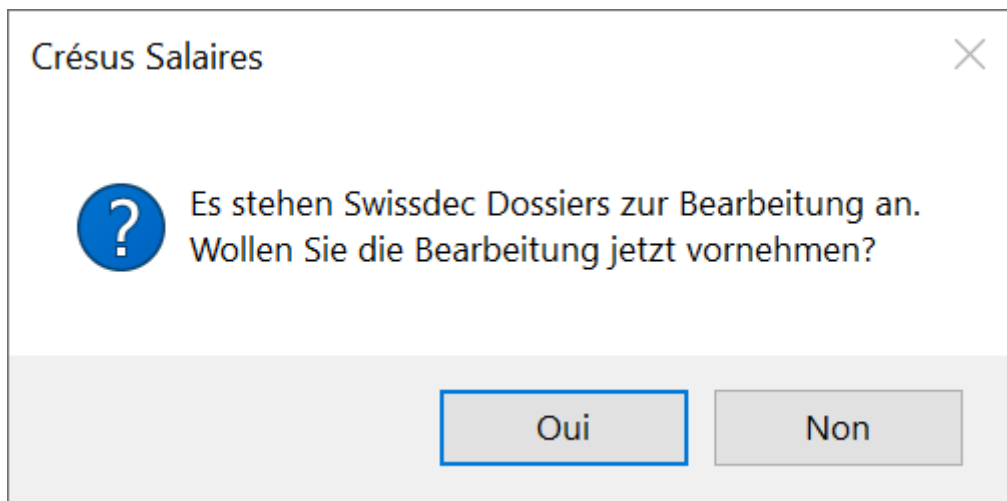 Crésus Salaires
Es stehen Swissdec Dossiers zur Bearbeitung an.
Wollen Sie die Bearbeitung jetzt vornehmen?
Oui
Non